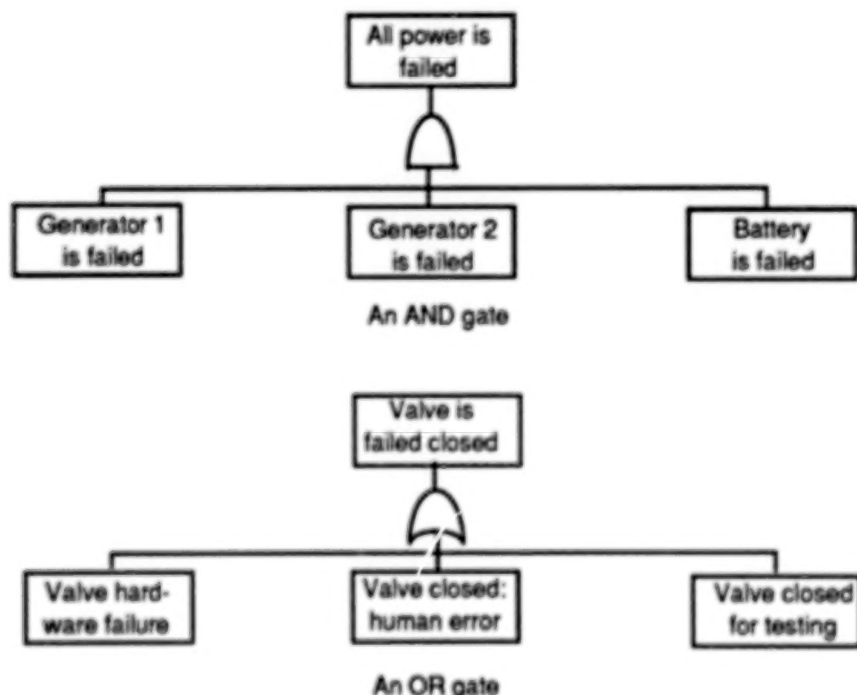 All power is
failed
Generator 1
is failed
Generator 2
is failed
Battery
is failed
An AND gate
Valve is
failed closed
Valve hard-
ware failure
Valve closed:
human error
Valve closed
for testing
An OR gate